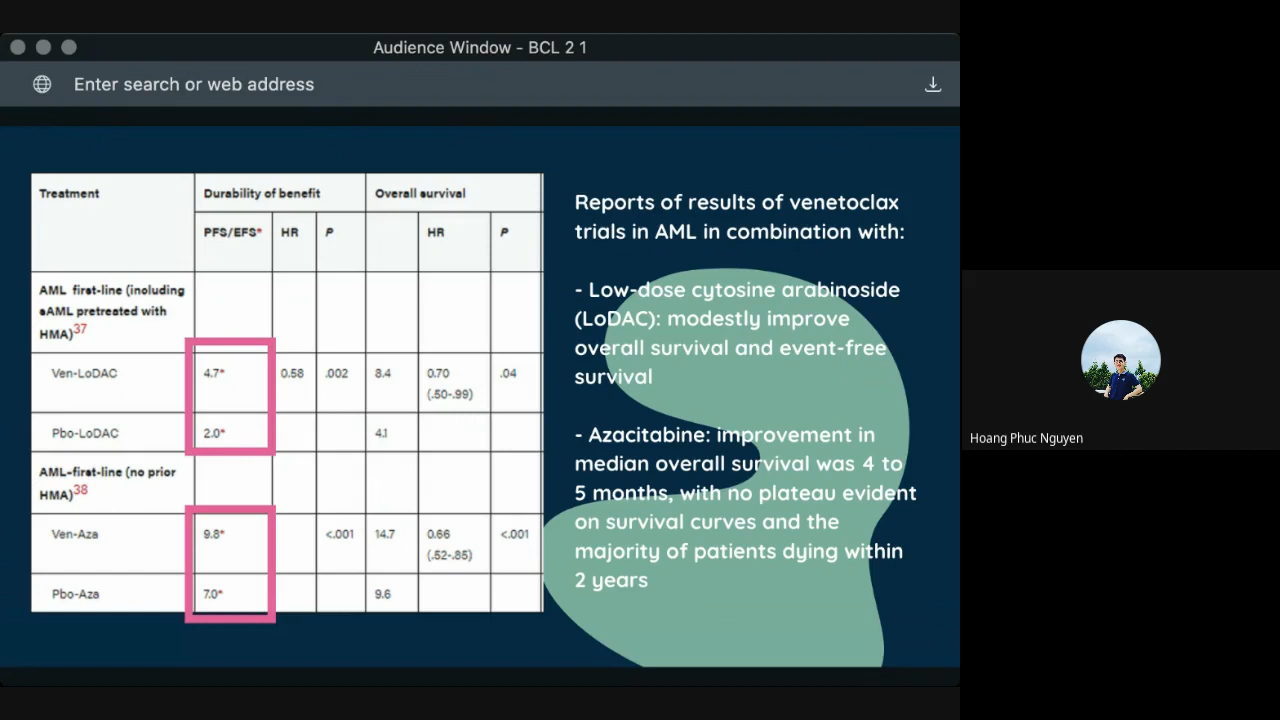 Audience Window - BCL 2 1
Enter search or web address
Treatment Durability of benefit Overall survival
PFS/EFS* HR P HR P
AML first-line (including
sAML pretreated with
HMA)37
Ven-LoDAC 4.7* 0.58 .002 8.4 0.70 .04
(.50-.99)
Pbo-LoDAC 2.0* 4.1
AML-first-line (no prior
HMA)38
Ven-Aza 9.8* <.001 14.7 0.66 <.001
(.52-.85)
Pbo-Aza 7.0* 9.6
Reports of results of venetoclax
trials in AML in combination with:
- Low-dose cytosine arabinoside
(LoDAC): modestly improve
overall survival and event-free
survival
- Azacitabine: improvement in
median overall survival was 4 to
5 months, with no plateau evident
on survival curves and the
majority of patients dying within
2 years
Hoang Phuc Nguyen